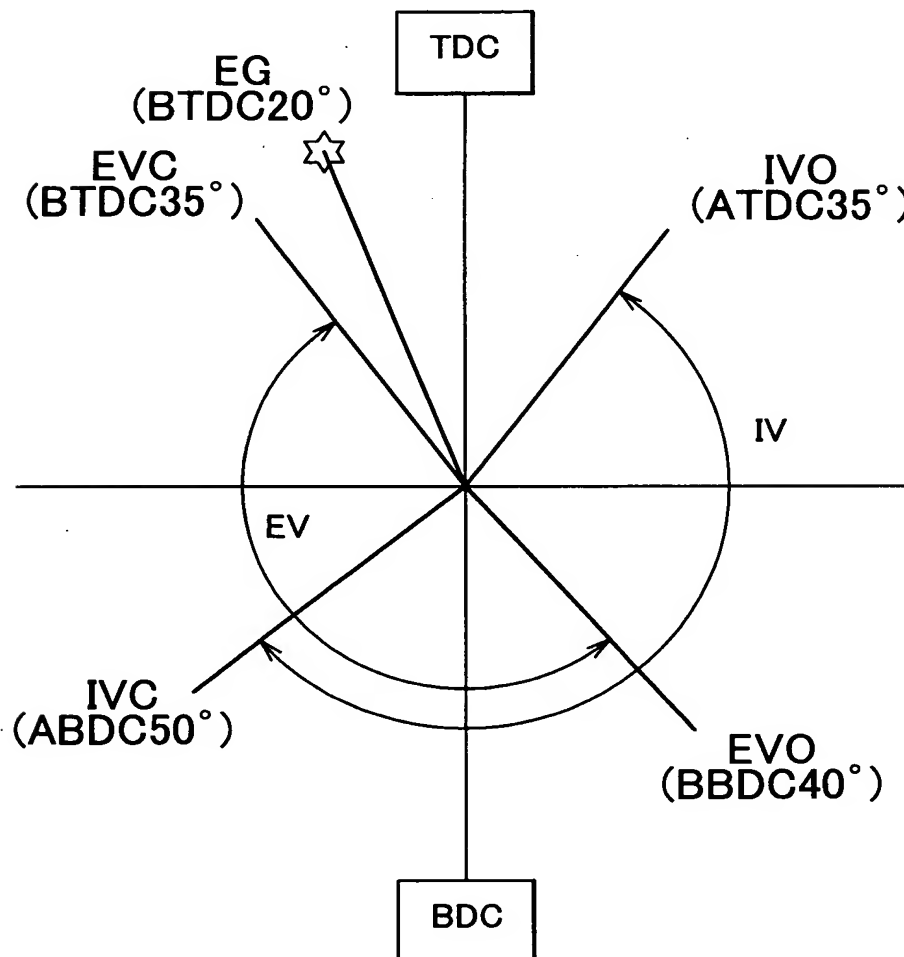 TDC
EG
(BTDC20°)
EVC
(BTDC35°)
IVO
(ATDC35°)
IV
EV
IVC
(ABDC50°)
EVO
(BBDC40°)
BDC